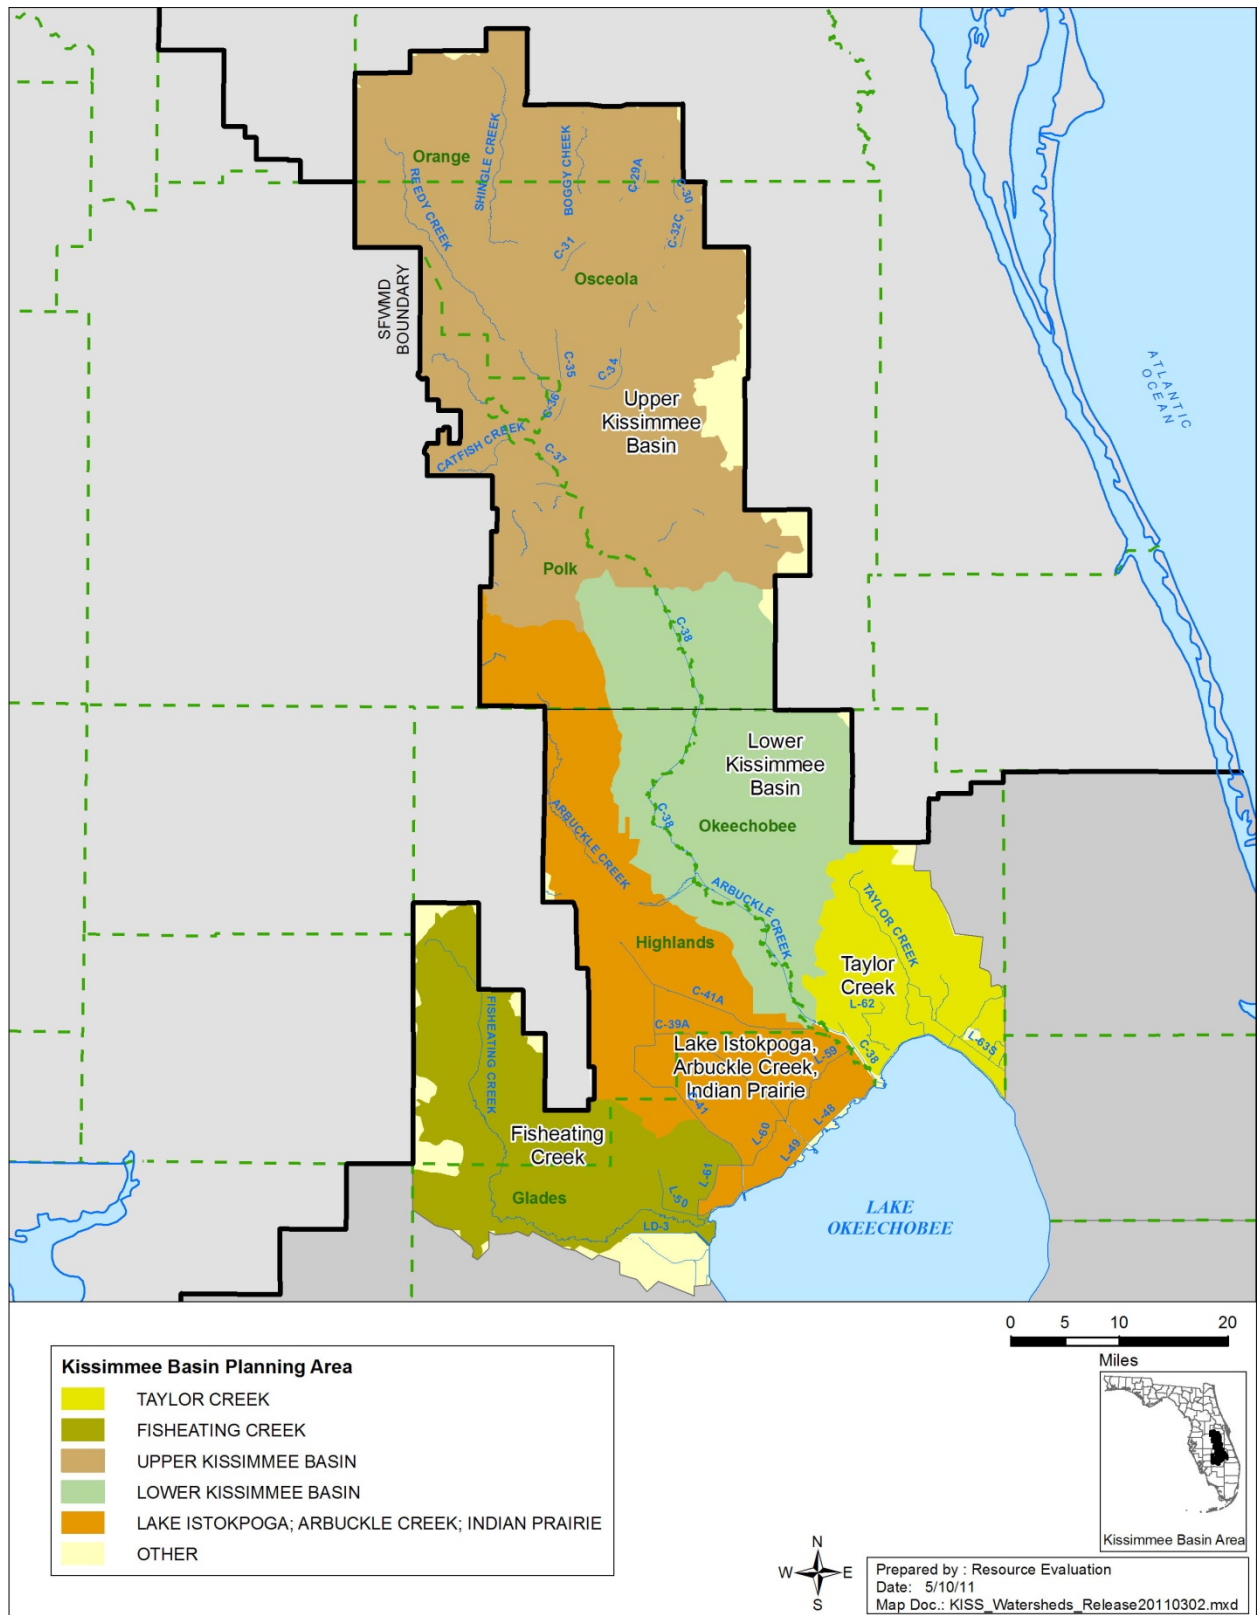 Orange
SHINGLE CREEK
BOGGY CHEEK
C-29A
C-30
REEDY CREEK
C-32C
C-31
SFWMD
BOUNDARY
Osceola
ATLANTIC
OCEAN
C-35
C-34
C-36
Upper
Kissimmee
Basin
CATFISH CREEK
C-37
Polk
C-38
Lower
Kissimmee
Basin
C-38
Okeechobee
ARBUCKLE CREEK
ARBUCKLE
CREEK
TAYLOR CREEK
Highlands
Taylor
Creek
C-41A
L-62
FISHEATING CREEK
C-39A
L-63S
C-38
L-59
Lake Istokpoga,
Arbuckle Creek,
Indian Prairie
C-41
L-48
L-60
L-49
Fisheating
Creek
L-61
L-50
Glades
LD-3
LAKE
OKEECHOBEE
0 5 10 20
Miles
Kissimmee Basin Planning Area
TAYLOR CREEK
FISHEATING CREEK
UPPER KISSIMMEE BASIN
LOWER KISSIMMEE BASIN
LAKE ISTOKPOGA; ARBUCKLE CREEK; INDIAN PRAIRIE
OTHER
Kissimmee Basin Area
N
W E
S
Prepared by : Resource Evaluation
Date: 5/10/11
Map Doc.: KISS_Watersheds_Release20110302.mxd